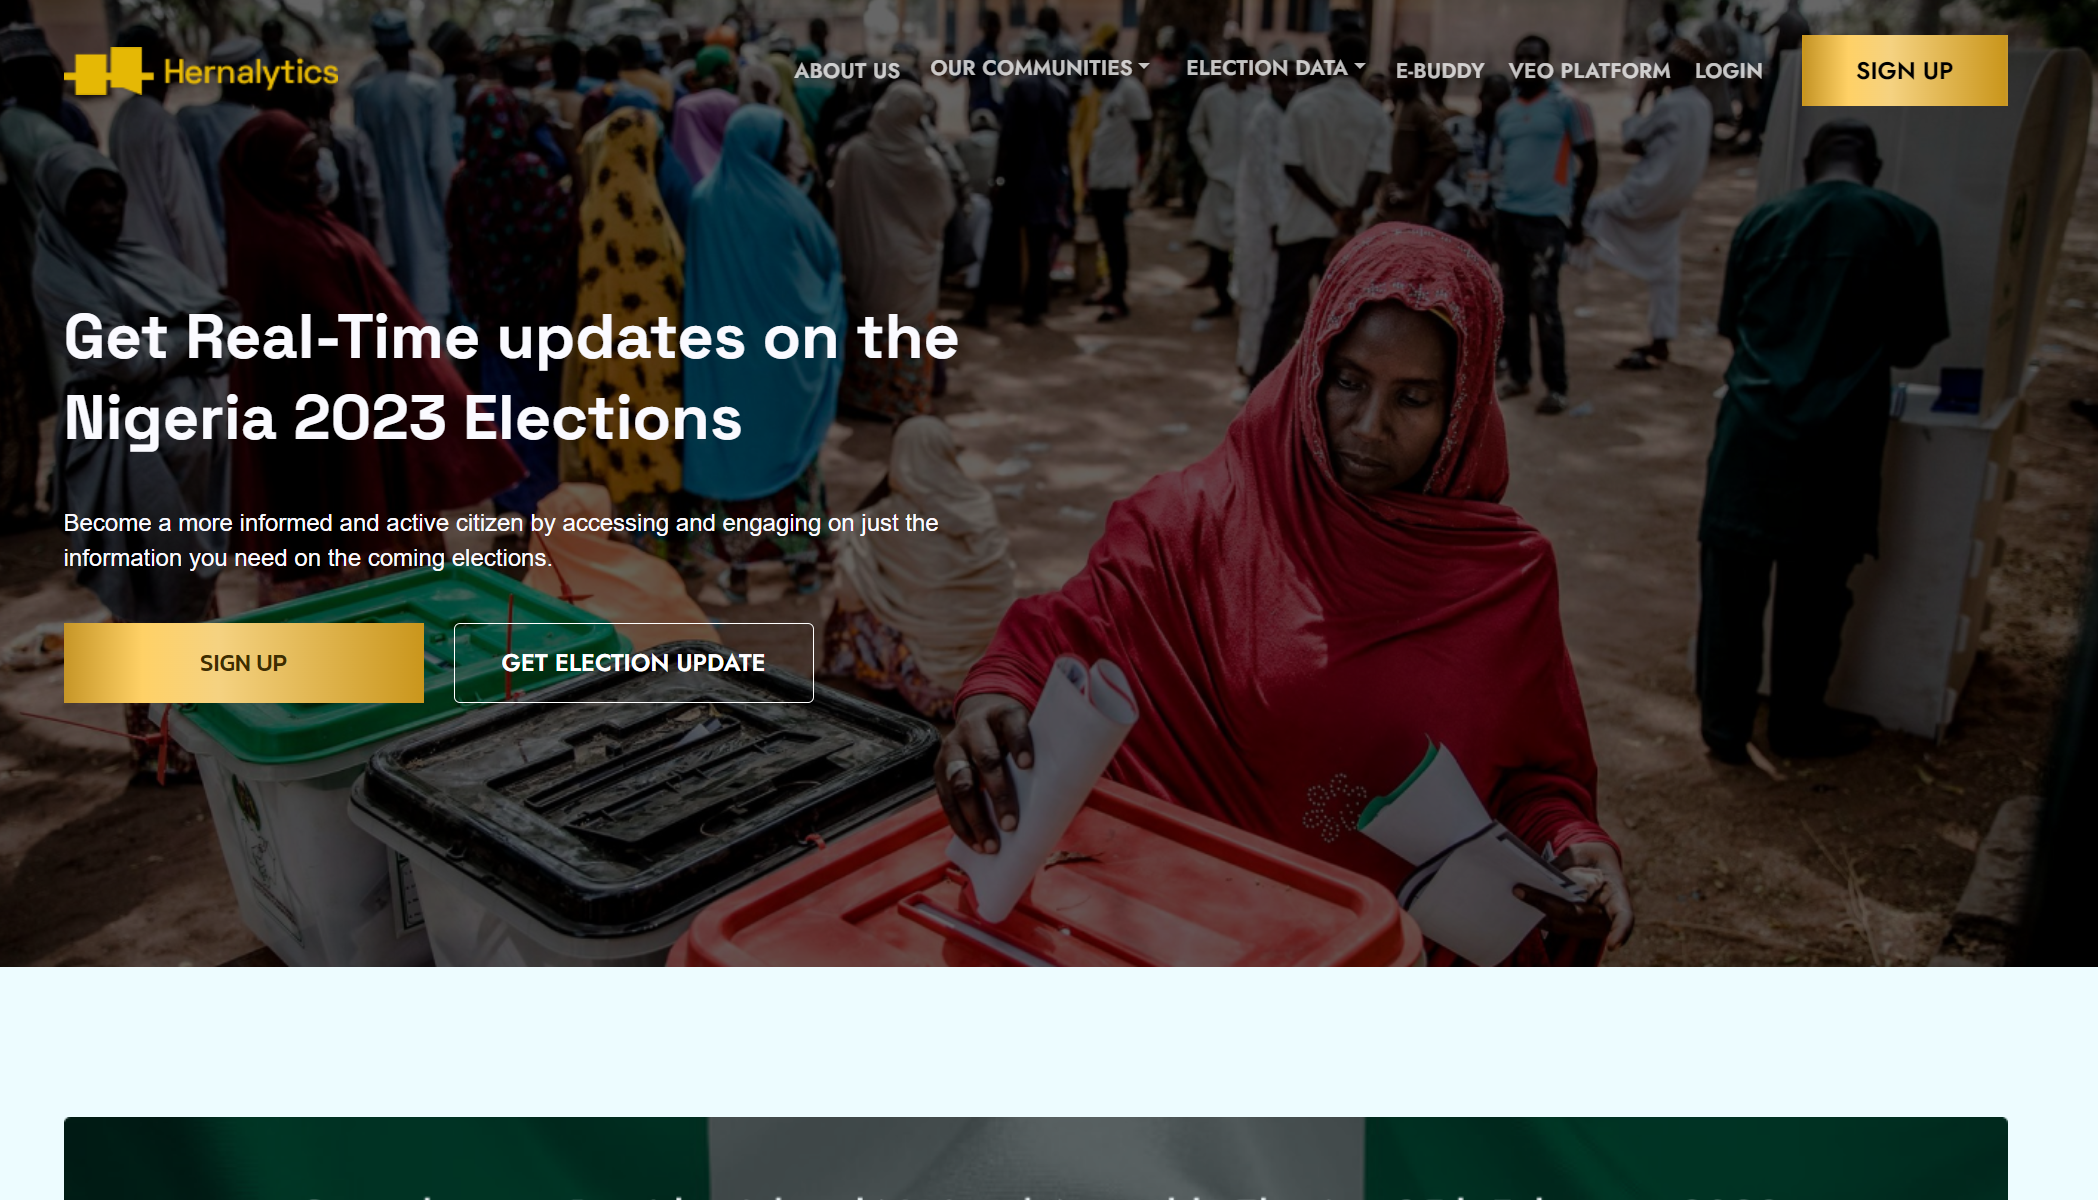 Hernalytics
ABOUT US
OUR COMMUNITIES
ELECTION DATA
E-BUDDY
VEO PLATFORM
LOGIN
SIGN UP
Get Real-Time updates on the
Nigeria 2023 Elections
Become a more informed and active citizen by accessing and engaging on just the
information you need on the coming elections.
SIGN UP
GET ELECTION UPDATE